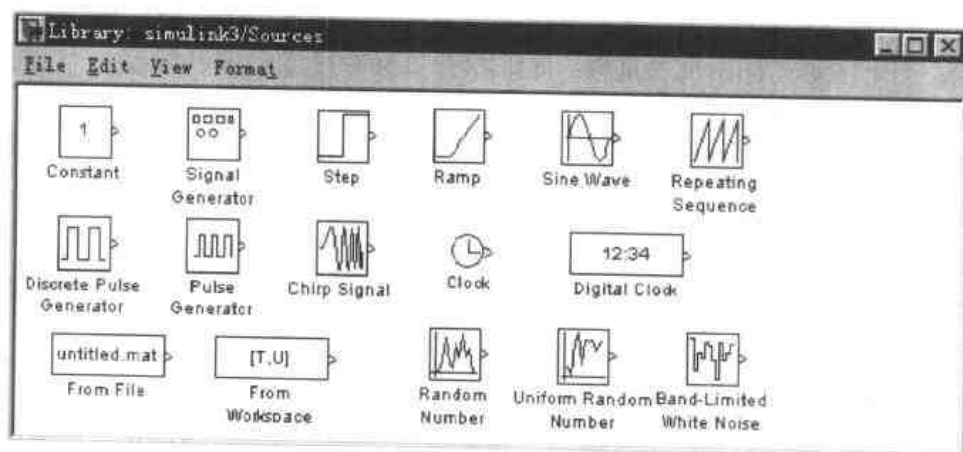 Library: simulink3/Sources
File Edit View Format
1
Constant
Signal
Generator
Step
Ramp
Sine Wave
Repeating
Sequence
Discrete Pulse
Generator
Pulse
Generator
Chirp Signal
Clock
12:34
Digital Clock
untitled.mat
From File
[T,U]
From
Workspace
Random
Number
Uniform Random
Number
Band-Limited
White Noise